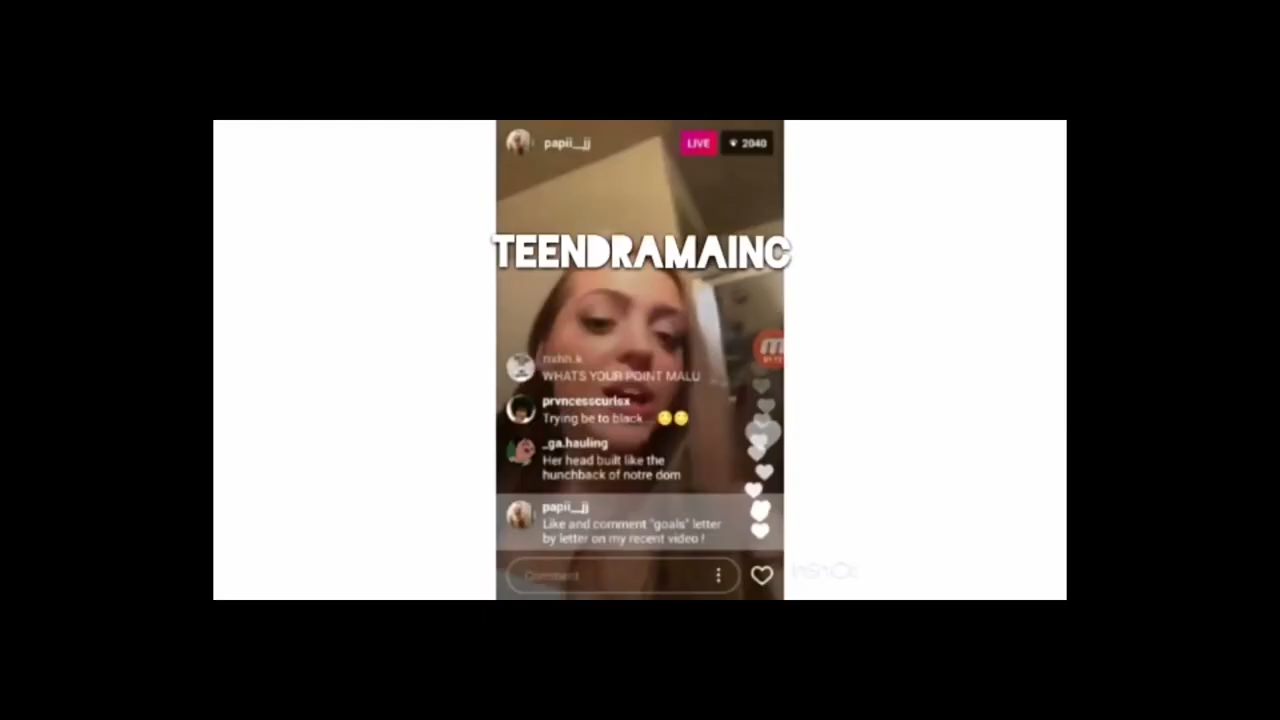 papii__jj
LIVE
2040
TEENDRAMAINC
WHATS YOUR POINT MALU
prvncesscurlsx
Trying be to black
_ga.hauling
Her head built like the
hunchback of notre dom
papii__jj
Like and comment "goals" letter
by letter on my recent video !
Comment